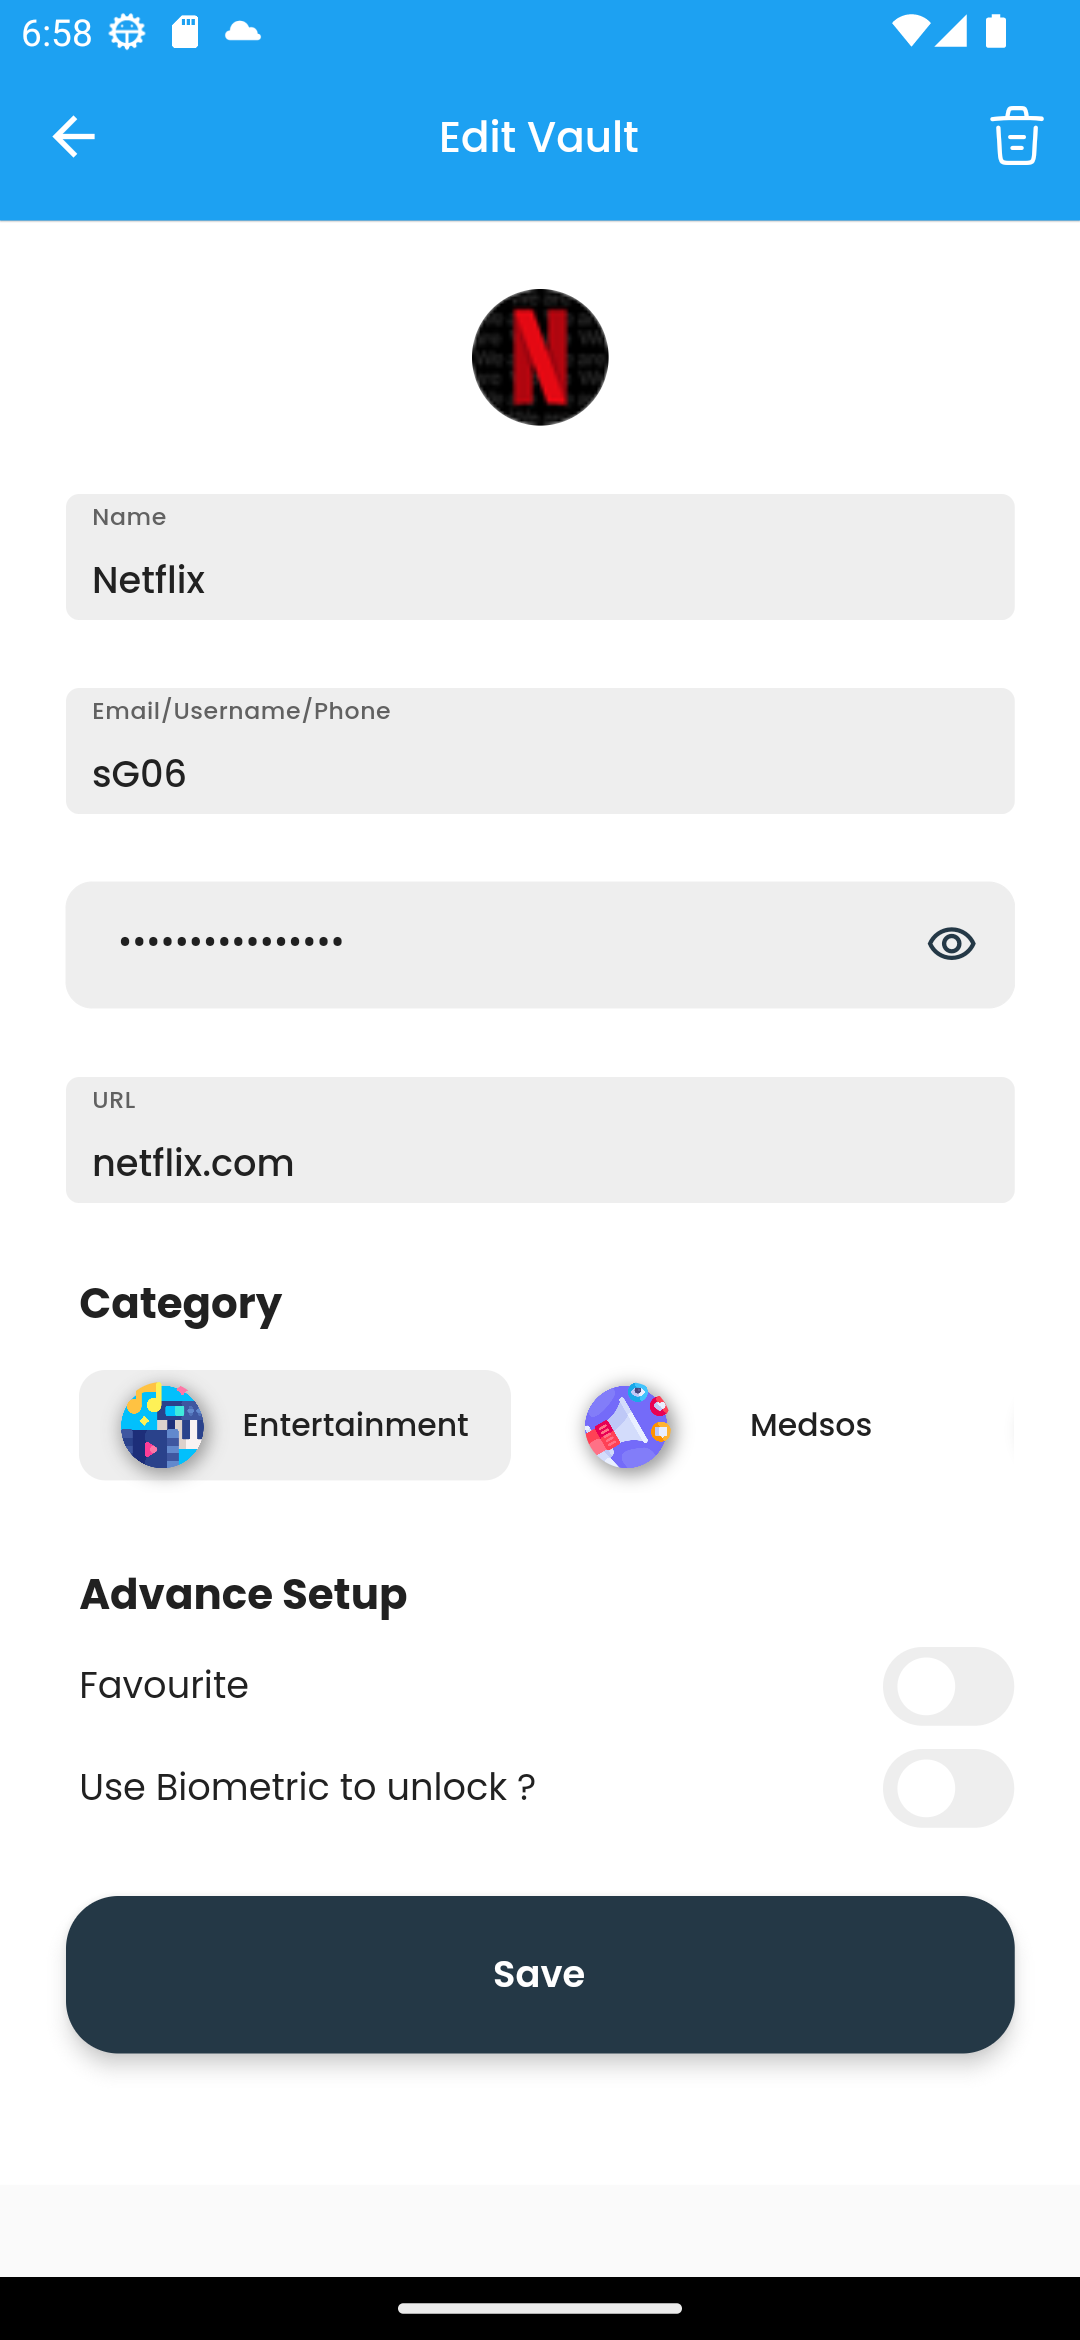 6:58
Edit Vault
N
Name
Netflix
Email/Username/Phone
sG06
••••••••••••••••
URL
netflix.com
Category
Entertainment
Medsos
Advance Setup
Favourite
Use Biometric to unlock ?
Save